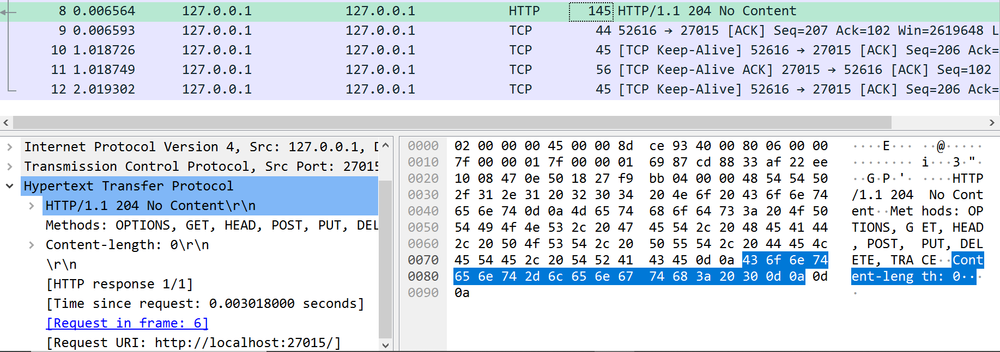 8 0.006564 127.0.0.1 127.0.0.1 HTTP 145 HTTP/1.1 204 No Content
9 0.006593 127.0.0.1 127.0.0.1 TCP 44 52616 → 27015 [ACK] Seq=207 Ack=102 Win=2619648 L
10 1.018726 127.0.0.1 127.0.0.1 TCP 45 [TCP Keep-Alive] 52616 → 27015 [ACK] Seq=206 Ack=
11 1.018749 127.0.0.1 127.0.0.1 TCP 56 [TCP Keep-Alive ACK] 27015 → 52616 [ACK] Seq=102
12 2.019302 127.0.0.1 127.0.0.1 TCP 45 [TCP Keep-Alive] 52616 → 27015 [ACK] Seq=206 Ack=
Internet Protocol Version 4, Src: 127.0.0.1, D
Transmission Control Protocol, Src Port: 27015
Hypertext Transfer Protocol
HTTP/1.1 204 No Content\r\n
Methods: OPTIONS, GET, HEAD, POST, PUT, DEL
Content-length: 0\r\n
\r\n
[HTTP response 1/1]
[Time since request: 0.003018000 seconds]
[Request in frame: 6]
[Request URI: http://localhost:27015/]
0000 02 00 00 00 45 00 00 8d ce 93 40 00 80 06 00 00 ····E··· ··@·····
0010 7f 00 00 01 7f 00 00 01 69 87 cd 88 33 af 22 ee ········ i···3·"·
0020 10 08 47 0e 50 18 27 f9 bb 04 00 00 48 54 54 50 ··G·P·'· ····HTTP
0030 2f 31 2e 31 20 32 30 34 20 4e 6f 20 43 6f 6e 74 /1.1 204 No Cont
0040 65 6e 74 0d 0a 4d 65 74 68 6f 64 73 3a 20 4f 50 ent··Met hods: OP
0050 54 49 4f 4e 53 2c 20 47 45 54 2c 20 48 45 41 44 TIONS, G ET, HEAD
0060 2c 20 50 4f 53 54 2c 20 50 55 54 2c 20 44 45 4c , POST, PUT, DEL
0070 45 54 45 2c 20 54 52 41 43 45 0d 0a 43 6f 6e 74 ETE, TRA CE··Cont
0080 65 6e 74 2d 6c 65 6e 67 74 68 3a 20 30 0d 0a 0d ent-leng th: 0···
0090 0a ·